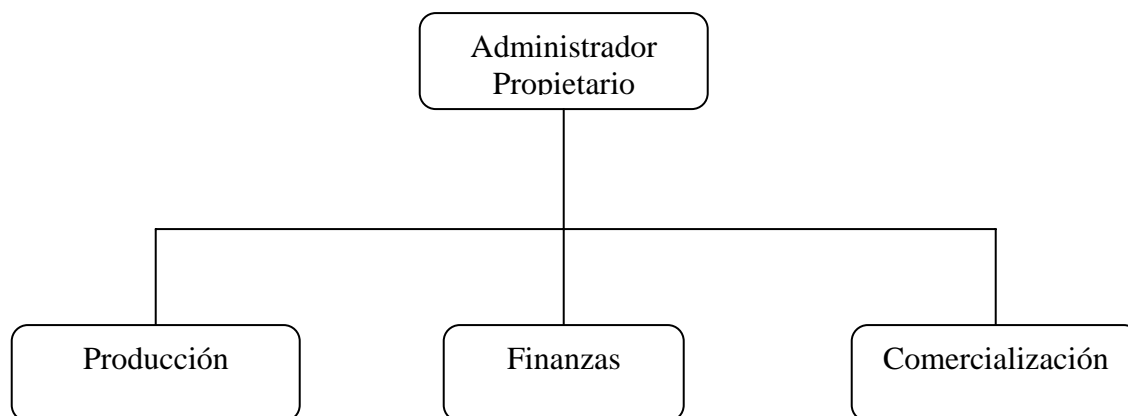 Administrador
Propietario
Producción
Finanzas
Comercialización